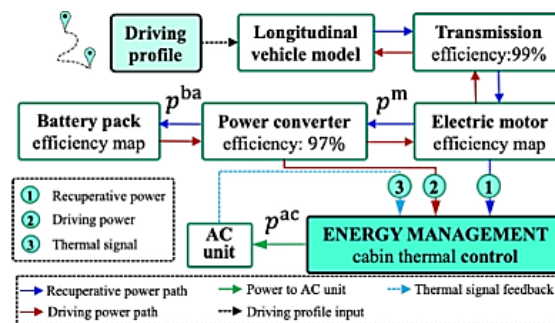 Driving
profile
Longitudinal
vehicle model
Transmission
efficiency:99%
Battery pack
efficiency map
p^ba
Power converter
efficiency: 97%
p^m
Electric motor
efficiency map
1 Recuperative power
2 Driving power
3 Thermal signal
3
2
1
AC
unit
p^ac
ENERGY MANAGEMENT
cabin thermal control
Recuperative power path
Power to AC unit
Thermal signal feedback
Driving power path
Driving profile input